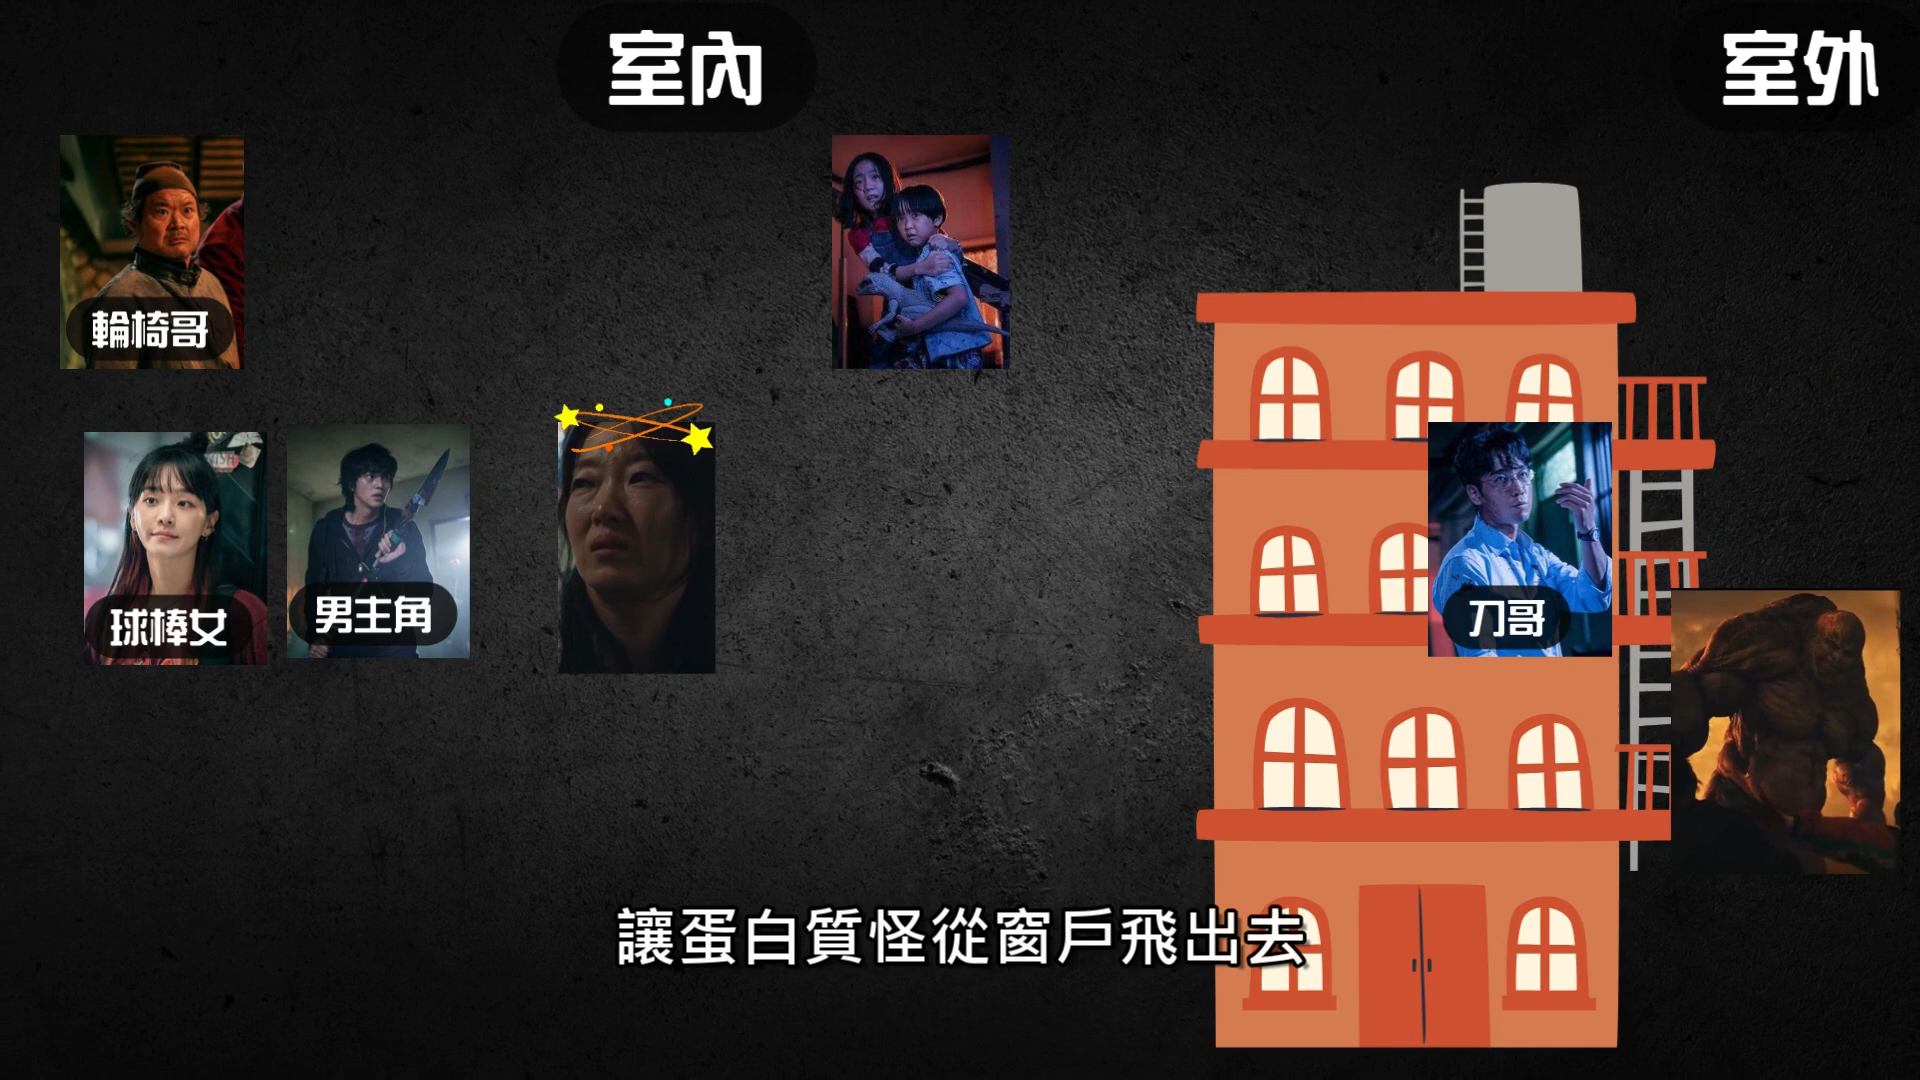 室內
室外
輪椅哥
球棒女
男主角
刀哥
讓蛋白質怪從窗戶飛出去